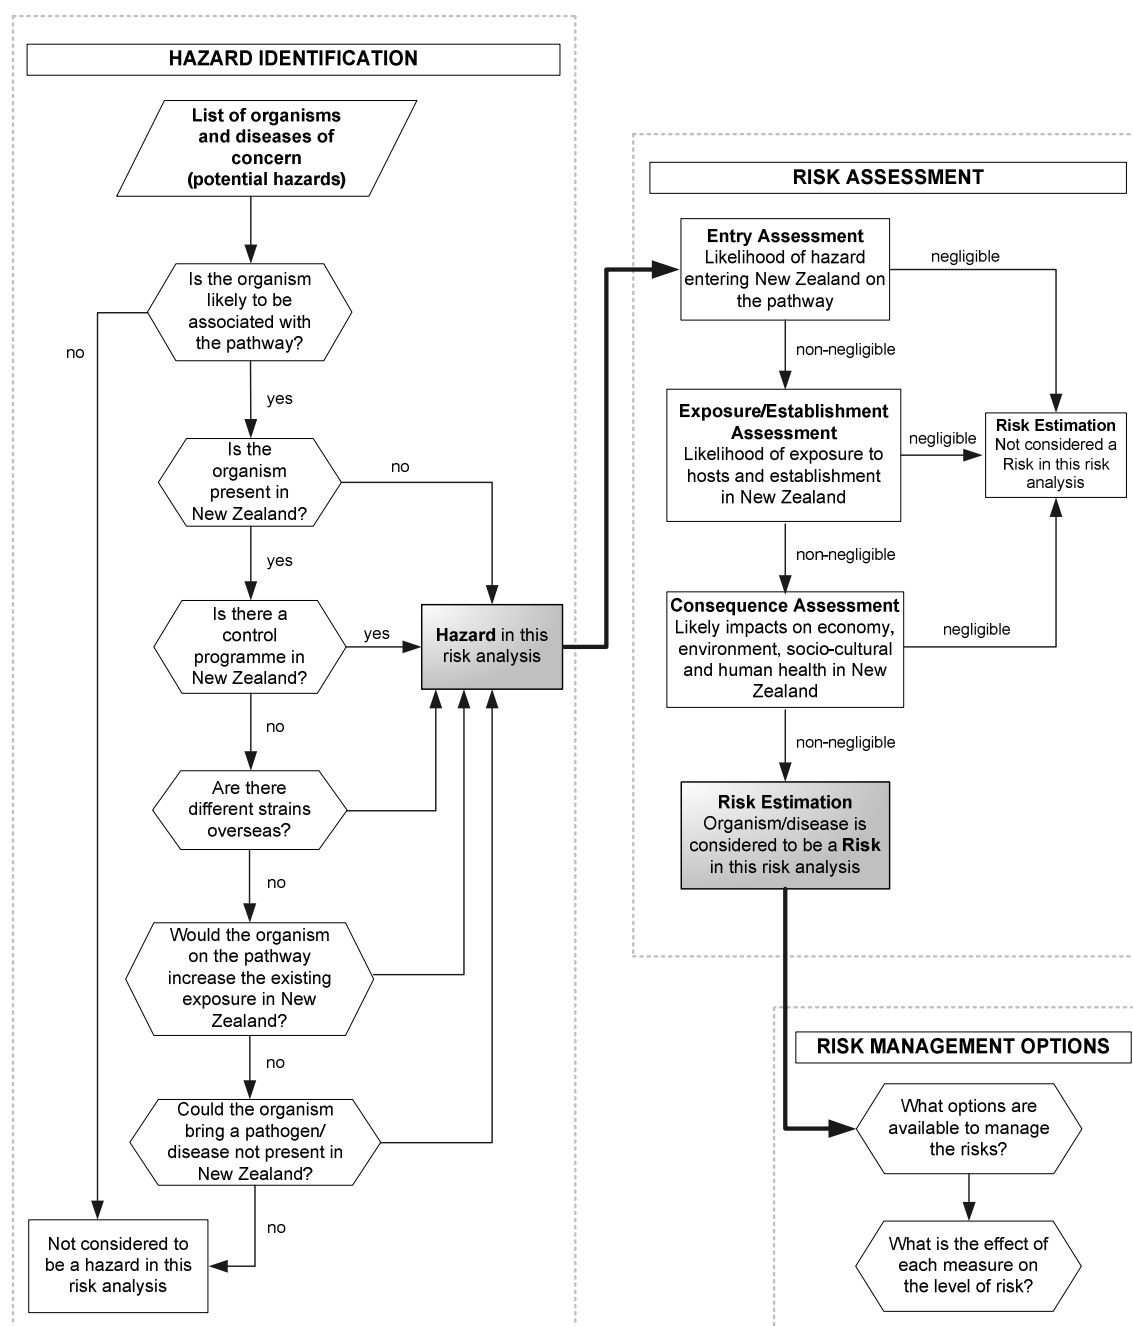 HAZARD IDENTIFICATION
List of organisms
and diseases of
concern
(potential hazards)
Is the organism
likely to be
associated with
the pathway?
no
yes
Is the
organism
present in
New Zealand?
no
yes
Is there a
control
programme in
New Zealand?
yes
Hazard in this
risk analysis
no
Are there
different strains
overseas?
no
Would the organism
on the pathway
increase the existing
exposure in New
Zealand?
no
Could the organism
bring a pathogen/
disease not present in
New Zealand?
no
Not considered to
be a hazard in this
risk analysis
RISK ASSESSMENT
Entry Assessment
Likelihood of hazard
entering New Zealand on
the pathway
negligible
non-negligible
Exposure/Establishment
Assessment
Likelihood of exposure to
hosts and establishment
in New Zealand
negligible
Risk Estimation
Not considered a
Risk in this risk
analysis
non-negligible
Consequence Assessment
Likely impacts on economy,
environment, socio-cultural
and human health in New
Zealand
negligible
non-negligible
Risk Estimation
Organism/disease is
considered to be a Risk
in this risk analysis
RISK MANAGEMENT OPTIONS
What options are
available to manage
the risks?
What is the effect of
each measure on
the level of risk?